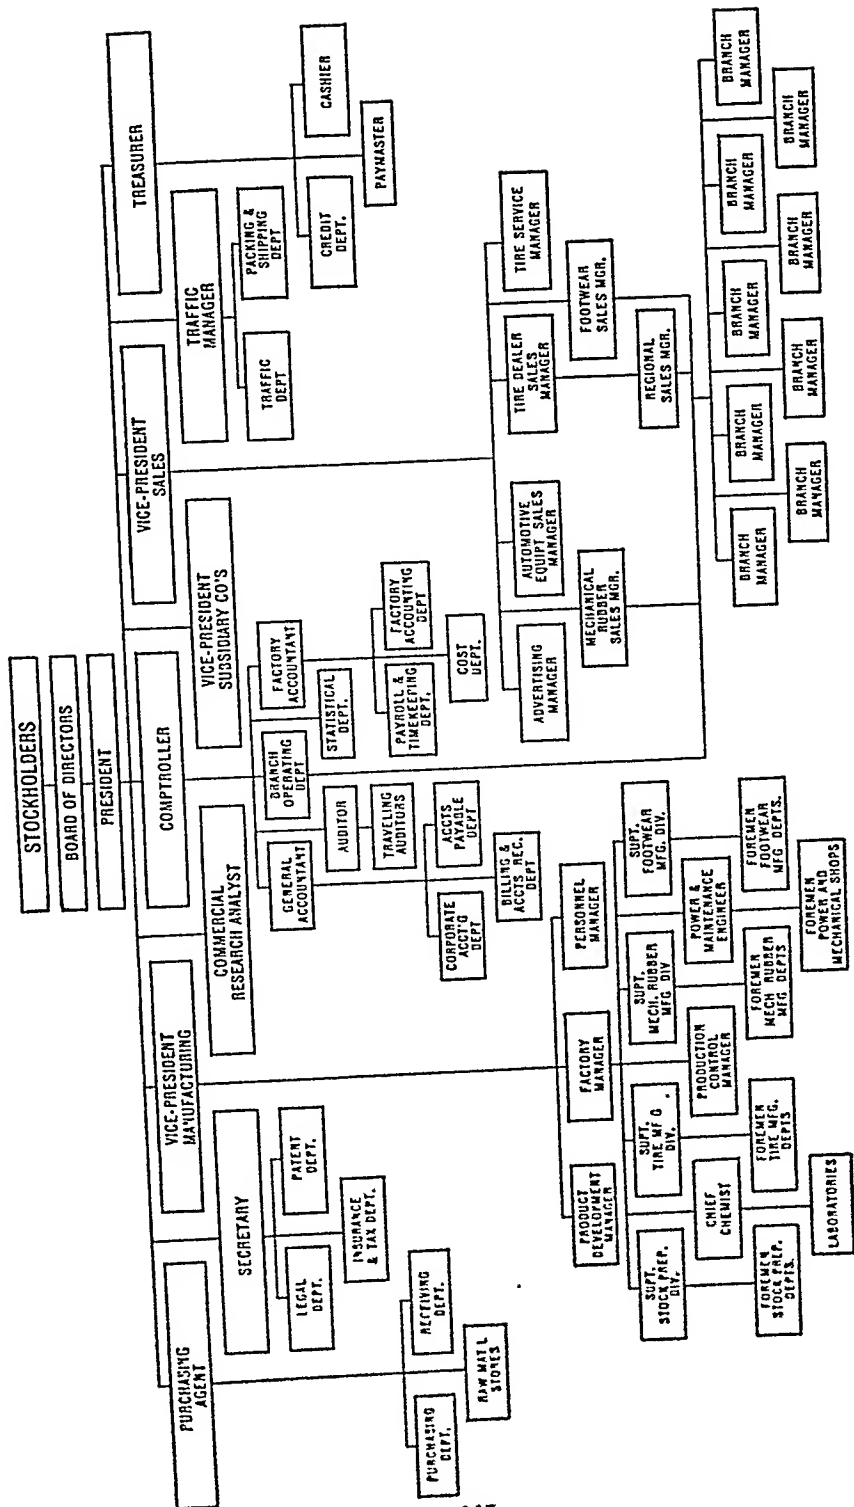 STOCKHOLDERS
BOARD OF DIRECTORS
PRESIDENT
PURCHASING
AGENT
VICE-PRESIDENT
MANUFACTURING
COMPTROLLER
VICE-PRESIDENT
SALES
TREASURER
SECRETARY
COMMERCIAL
RESEARCH ANALYST
VICE-PRESIDENT
SUBSIDIARY CO'S
TRAFFIC
MANAGER
LEGAL
DEPT.
PATENT
DEPT.
INSURANCE
& TAX DEPT.
GENERAL
ACCOUNTANT
BRANCH
OPERATING
DEPT
FACTORY
ACCOUNTANT
AUDITOR
STATISTICAL
DEPT.
TRAVELING
AUDITORS
TRAFFIC
DEPT
PACKING &
SHIPPING
DEPT
CREDIT
DEPT.
CASHIER
PAYMASTER
PURCHASING
DEPT.
RECEIVING
DEPT.
RAW MAT'L
STORES
CORPORATE
ACCT'G
DEPT
ACCTS
PAYABLE
DEPT
BILLING &
ACCTS REC.
DEPT
PAYROLL &
TIMEKEEPING
DEPT.
FACTORY
ACCOUNTING
DEPT
COST
DEPT.
ADVERTISING
MANAGER
AUTOMOTIVE
EQUIPT SALES
MANAGER
TIRE DEALER
SALES
MANAGER
TIRE SERVICE
MANAGER
MECHANICAL
RUBBER
SALES MGR.
FOOTWEAR
SALES MGR.
REGIONAL
SALES MGR.
PRODUCT
DEVELOPMENT
MANAGER
FACTORY
MANAGER
PERSONNEL
MANAGER
SUPT.
STOCK PREP.
DIV.
SUPT.
TIRE MFG.
DIV.
SUPT.
MECH. RUBBER
MFG DIV
SUPT.
FOOTWEAR
MFG. DIV.
CHIEF
CHEMIST
PRODUCTION
CONTROL
MANAGER
POWER &
MAINTENANCE
ENGINEER
FOREMEN
STOCK PREP.
DEPTS.
FOREMEN
TIRE MFG.
DEPTS
FOREMEN
MECH RUBBER
MFG DEPTS
FOREMEN
FOOTWEAR
MFG DEPTS.
LABORATORIES
FOREMEN
POWER AND
MECHANICAL SHOPS
BRANCH
MANAGER
BRANCH
MANAGER
BRANCH
MANAGER
BRANCH
MANAGER
BRANCH
MANAGER
BRANCH
MANAGER
BRANCH
MANAGER
BRANCH
MANAGER
BRANCH
MANAGER